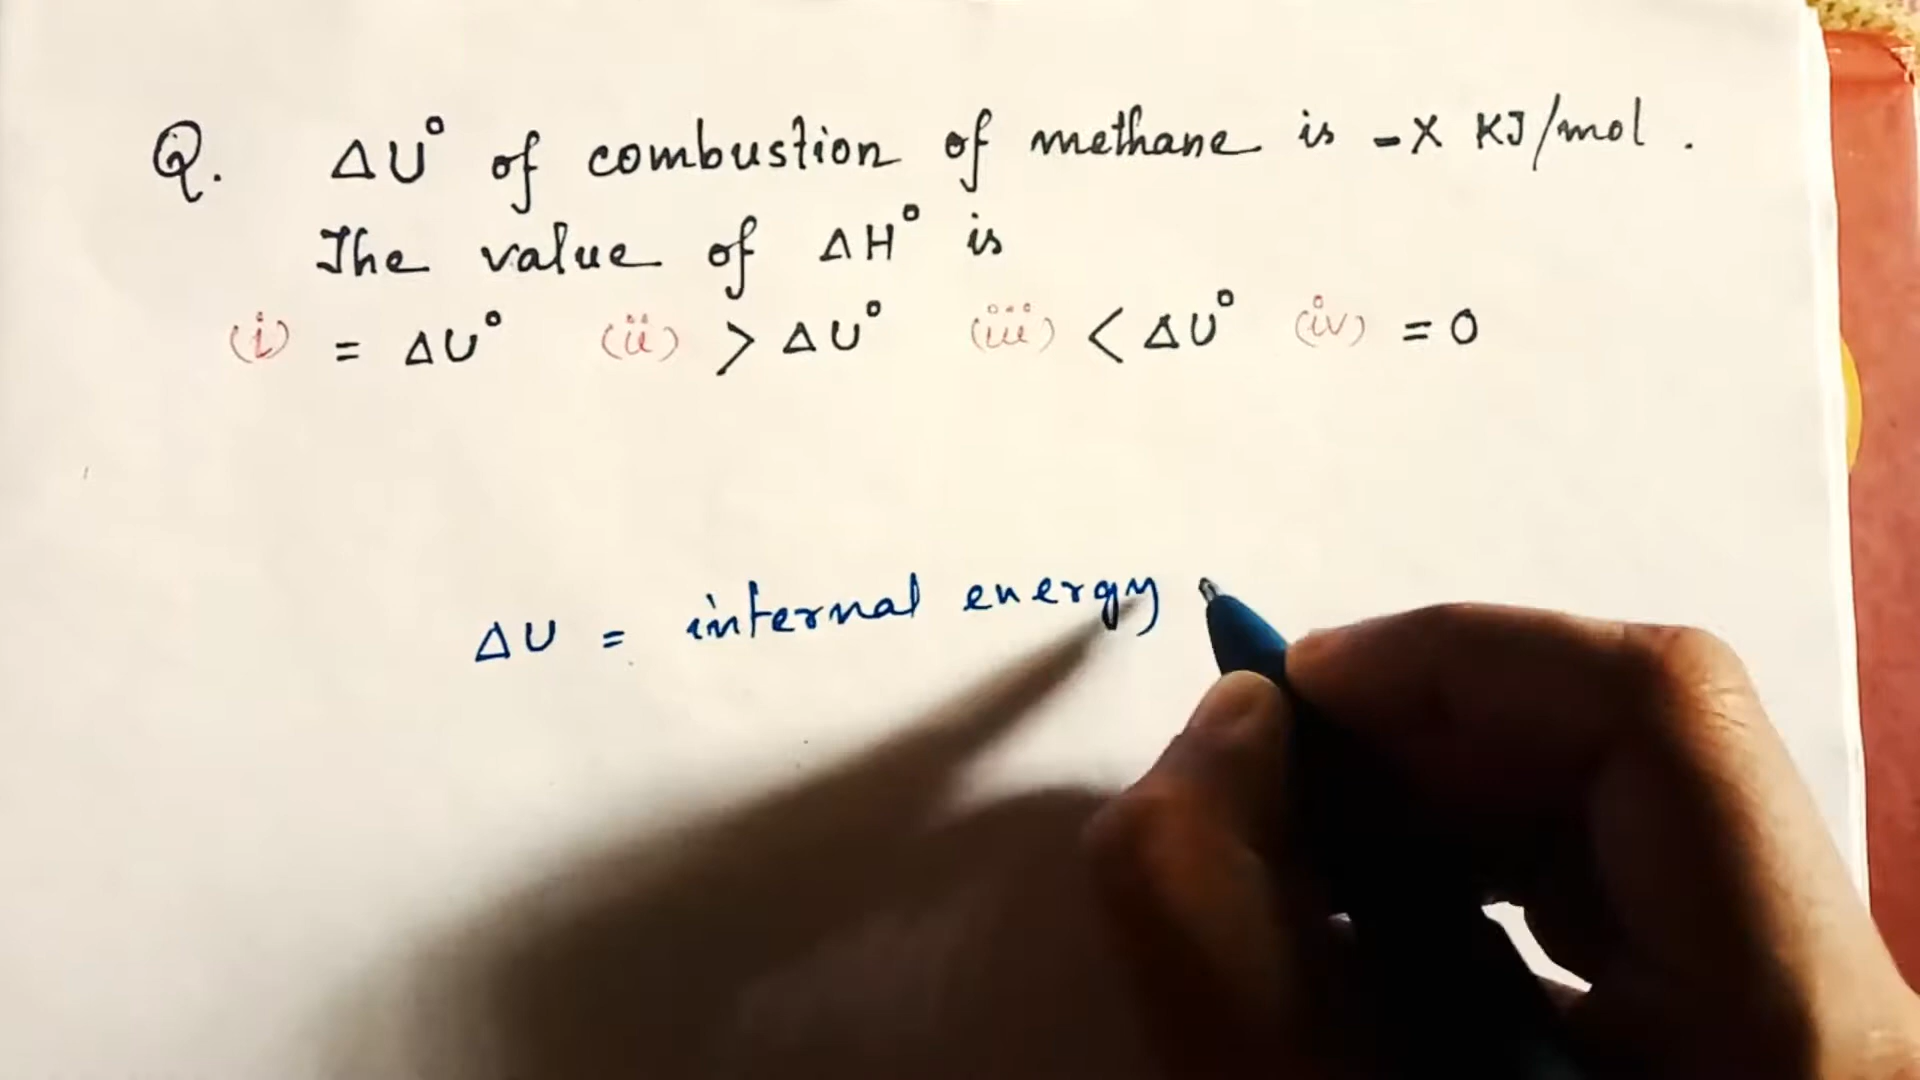 Q. ΔU° of combustion of methane is -X KJ/mol.
The value of ΔH° is
(i) = ΔU° (ii) > ΔU° (iii) < ΔU° (iv) = 0
ΔU = internal energy